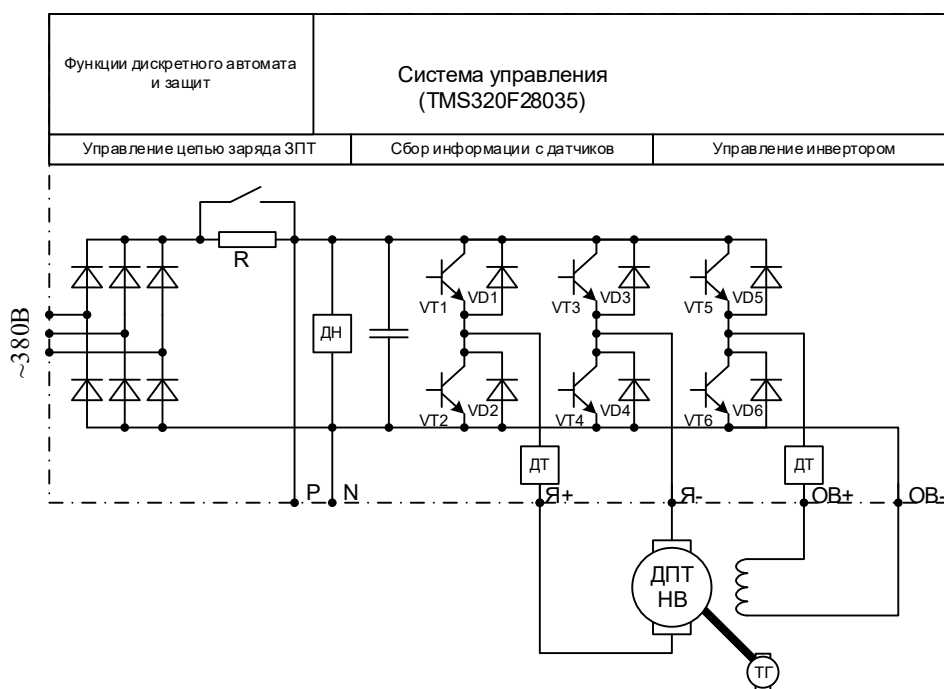 Функции дискретного автомата
и защит
Система управления
(TMS320F28035)
Управление цепью заряда ЗПТ
Сбор информации с датчиков
Управление инвертором
R
~380В
ДН
VT1
VD1
VT3
VD3
VT5
VD5
VT2
VD2
VT4
VD4
VT6
VD6
ДТ
ДТ
P
N
Я+
Я-
ОВ+
ОВ-
ДПТ
НВ
ТГ